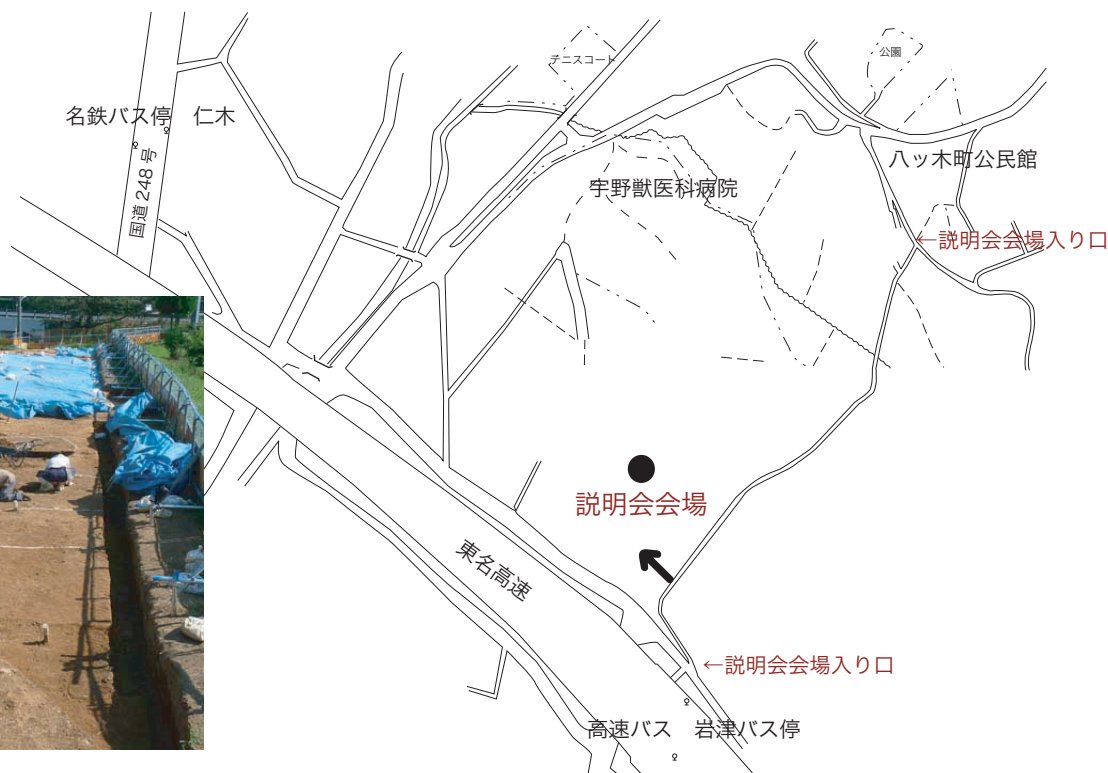 テニスコート
公園
名鉄バス停　仁木
国道248号
八ッ木町公民館
宇野獣医科病院
←説明会会場入り口
説明会会場
東名高速
←説明会会場入り口
高速バス　岩津バス停